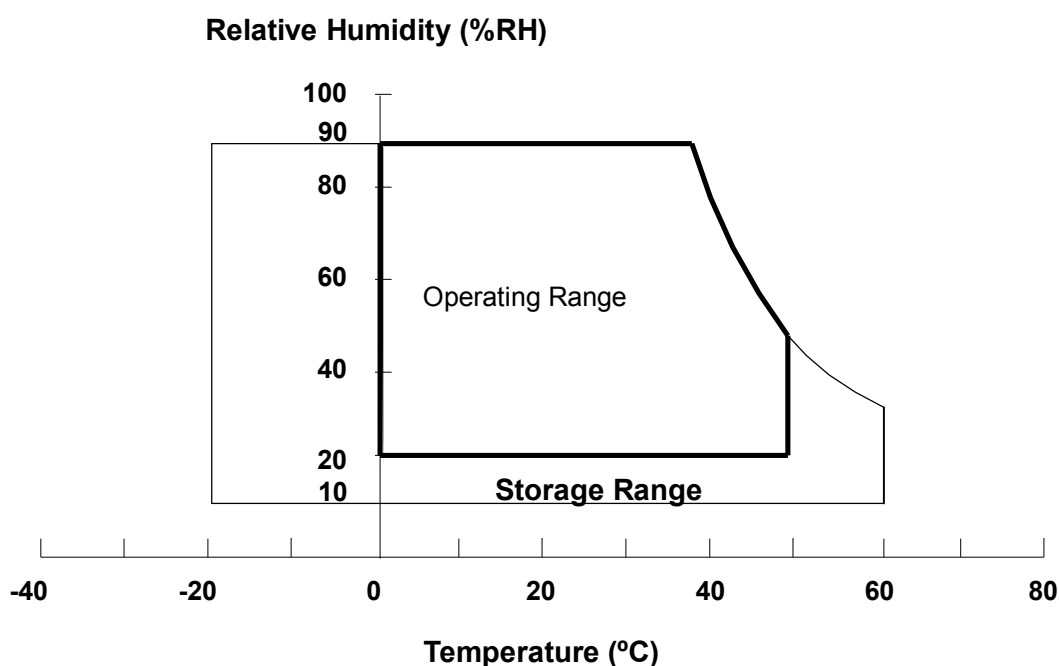 Relative Humidity (%RH)
100
90
80
60
Operating Range
40
20
10
Storage Range
-40 -20 0 20 40 60 80
Temperature (ºC)